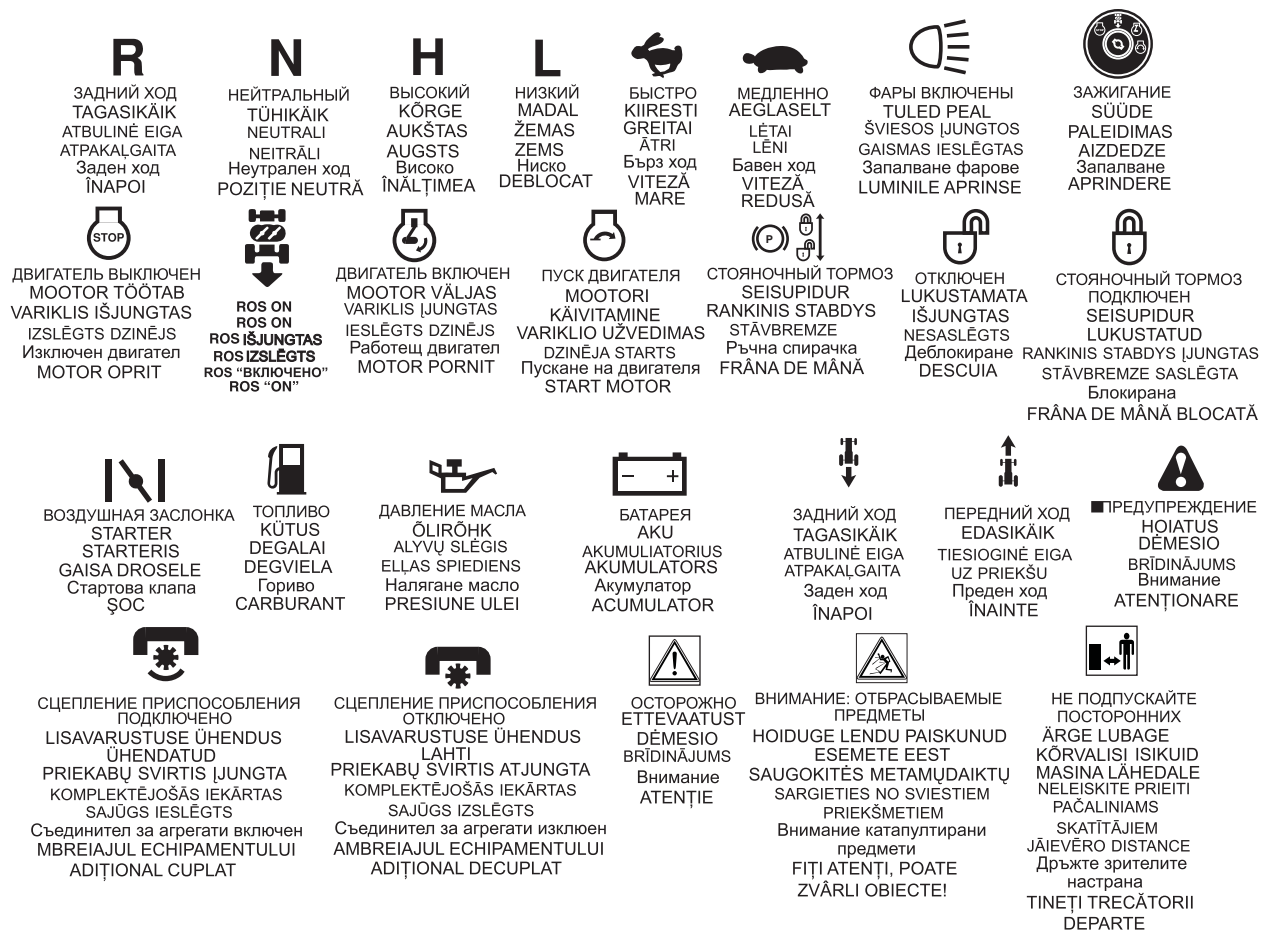 R
ЗАДНИЙ ХОД
TAGASIKÄIK
ATBULINĖ EIGA
ATPAKAĻGAITA
Заден ход
ÎNAPOI
N
НЕЙТРАЛЬНЫЙ
TÜHIKÄIK
NEUTRALI
NEITRĀLI
Неутрален ход
POZIȚIE NEUTRĂ
H
ВЫСОКИЙ
KÕRGE
AUKŠTAS
AUGSTS
Високо
ÎNĂLȚIMEA
L
НИЗКИЙ
MADAL
ŽEMAS
ZEMS
Ниско
DEBLOCAT
БЫСТРО
KIIRESTI
GREITAI
ĀTRI
Бърз ход
VITEZĂ
MARE
МЕДЛЕННО
AEGLASELT
LĖTAI
LĒNI
Бавен ход
VITEZĂ
REDUSĂ
ФАРЫ ВКЛЮЧЕНЫ
TULED PEAL
ŠVIESOS ĮJUNGTOS
GAISMAS IESLĒGTAS
Запалване фарове
LUMINILE APRINSE
ЗАЖИГАНИЕ
SÜÜDE
PALEIDIMAS
AIZDEDZE
Запалване
APRINDERE
STOP
ДВИГАТЕЛЬ ВЫКЛЮЧЕН
MOOTOR TÖÖTAB
VARIKLIS IŠJUNGTAS
IZSLĒGTS DZINĒJS
Изключен двигател
MOTOR OPRIT
ROS ON
ROS ON
ROS IŠJUNGTAS
ROS IZSLĒGTS
ROS “ВКЛЮЧЕНО”
ROS “ON”
ДВИГАТЕЛЬ ВКЛЮЧЕН
MOOTOR VÄLJAS
VARIKLIS ĮJUNGTAS
IESLĒGTS DZINĒJS
Работещ двигател
MOTOR PORNIT
ПУСК ДВИГАТЕЛЯ
MOOTORI
KÄIVITAMINE
VARIKLIO UŽVEDIMAS
DZINĒJA STARTS
Пускане на двигателя
START MOTOR
P
СТОЯНОЧНЫЙ ТОРМОЗ
SEISUPIDUR
RANKINIS STABDYS
STĀVBREMZE
Ръчна спирачка
FRÂNA DE MÂNĂ
ОТКЛЮЧЕН
LUKUSTAMATA
IŠJUNGTAS
NESASLĒGTS
Деблокиране
DESCUIA
СТОЯНОЧНЫЙ ТОРМОЗ
ПОДКЛЮЧЕН
SEISUPIDUR
LUKUSTATUD
RANKINIS STABDYS ĮJUNGTAS
STĀVBREMZE SASLĒGTA
Блокирана
FRÂNA DE MÂNĂ BLOCATĂ
ВОЗДУШНАЯ ЗАСЛОНКА
STARTER
STARTERIS
GAISA DROSELE
Стартова клапа
ŞOC
ТОПЛИВО
KÜTUS
DEGALAI
DEGVIELA
Гориво
CARBURANT
ДАВЛЕНИЕ МАСЛА
ÕLIRÕHK
ALYVŲ SLĖGIS
ELĻAS SPIEDIENS
Налягане масло
PRESIUNE ULEI
− +
БАТАРЕЯ
AKU
AKUMULIATORIUS
AKUMULATORS
Акумулатор
ACUMULATOR
ЗАДНИЙ ХОД
TAGASIKÄIK
ATBULINĖ EIGA
ATPAKAĻGAITA
Заден ход
ÎNAPOI
ПЕРЕДНИЙ ХОД
EDASIKÄIK
TIESIOGINĖ EIGA
UZ PRIEKŠU
Преден ход
ÎNAINTE
ПРЕДУПРЕЖДЕНИЕ
HOIATUS
DĖMESIO
BRĪDINĀJUMS
Внимание
ATENȚIONARE
СЦЕПЛЕНИЕ ПРИСПОСОБЛЕНИЯ
ПОДКЛЮЧЕНО
LISAVARUSTUSE ÜHENDUS
ÜHENDATUD
PRIEKABŲ SVIRTIS ĮJUNGTA
KOMPLEKTĒJOŠĀS IEKĀRTAS
SAJŪGS IESLĒGTS
Съединител за агрегати включен
MBREIAJUL ECHIPAMENTULUI
ADIȚIONAL CUPLAT
СЦЕПЛЕНИЕ ПРИСПОСОБЛЕНИЯ
ОТКЛЮЧЕНО
LISAVARUSTUSE ÜHENDUS
LAHTI
PRIEKABŲ SVIRTIS ATJUNGTA
KOMPLEKTĒJOŠĀS IEKĀRTAS
SAJŪGS IZSLĒGTS
Съединител за агрегати изклюен
AMBREIAJUL ECHIPAMENTULUI
ADIȚIONAL DECUPLAT
ОСТОРОЖНО
ETTEVAATUST
DĖMESIO
BRĪDINĀJUMS
Внимание
ATENȚIE
ВНИМАНИЕ: ОТБРАСЫВАЕМЫЕ
ПРЕДМЕТЫ
HOIDUGE LENDU PAISKUNUD
ESEMETE EEST
SAUGOKITĖS METAMŲDAIKTŲ
SARGIETIES NO SVIESTIEM
PRIEKŠMETIEM
Внимание катапултирани
предмети
FIȚI ATENȚI, POATE
ZVÂRLI OBIECTE!
НЕ ПОДПУСКАЙТЕ
ПОСТОРОННИХ
ÄRGE LUBAGE
KÕRVALISI ISIKUID
MASINA LÄHEDALE
NELEISKITE PRIEITI
PAČALINIAMS
SKATĪTĀJIEM
JĀIEVĒRO DISTANCE
Дръжте зрителите
настрана
TINEȚI TRECĂTORII
DEPARTE